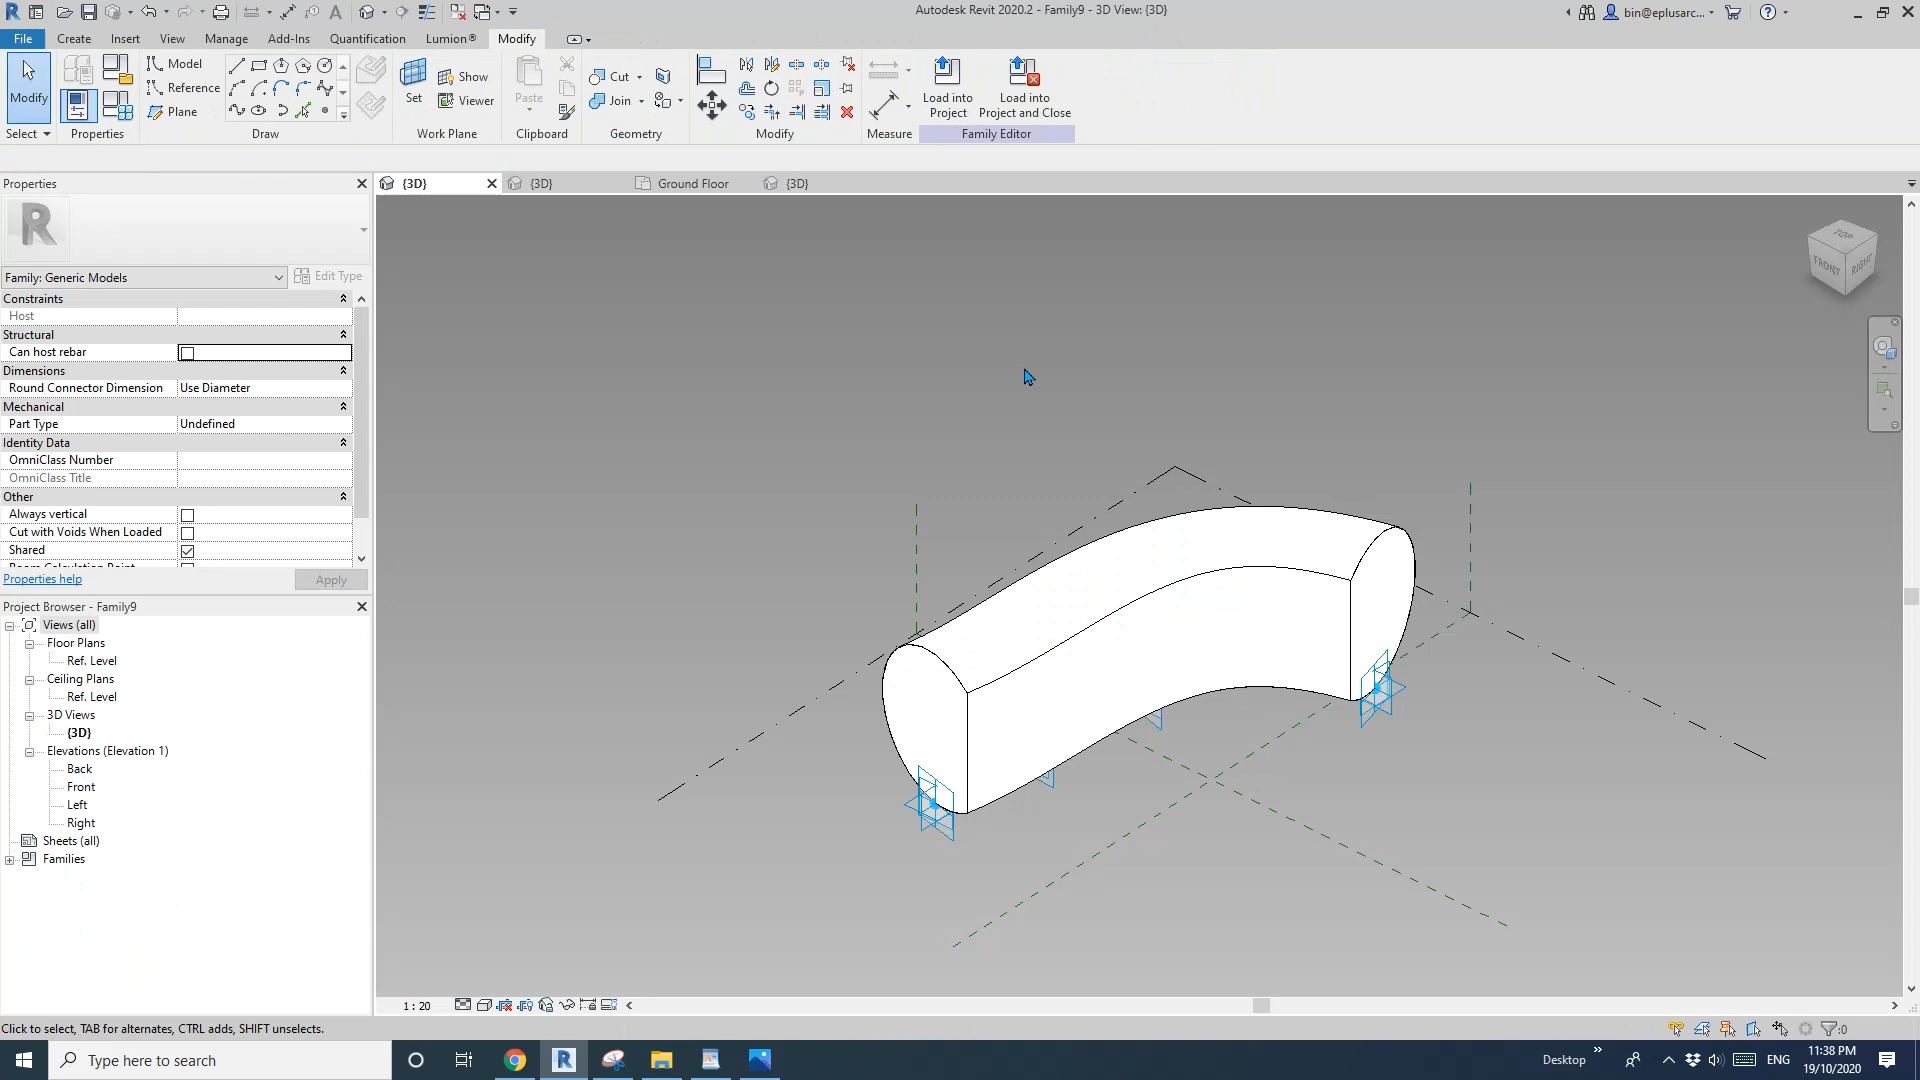 Autodesk Revit 2020.2 - Family9 - 3D View: {3D}
bin@eplusarc...
File Create Insert View Manage Add-Ins Quantification Lumion® Modify
Modify
Select
Properties
Model
Reference
Plane
Draw
Set
Show
Viewer
Work Plane
Paste
Clipboard
Cut
Join
Geometry
Modify
Measure
Load into
Project
Load into
Project and Close
Family Editor
Properties
{3D} {3D} Ground Floor {3D}
Family: Generic Models
Edit Type
Constraints
Host
Structural
Can host rebar
Dimensions
Round Connector Dimension Use Diameter
Mechanical
Part Type Undefined
Identity Data
OmniClass Number
OmniClass Title
Other
Always vertical
Cut with Voids When Loaded
Shared
Properties help
Apply
Project Browser - Family9
Views (all)
Floor Plans
Ref. Level
Ceiling Plans
Ref. Level
3D Views
{3D}
Elevations (Elevation 1)
Back
Front
Left
Right
Sheets (all)
Families
TOP
FRONT
RIGHT
1 : 20
Click to select, TAB for alternates, CTRL adds, SHIFT unselects.
:0
Type here to search
Desktop
ENG
11:38 PM
19/10/2020